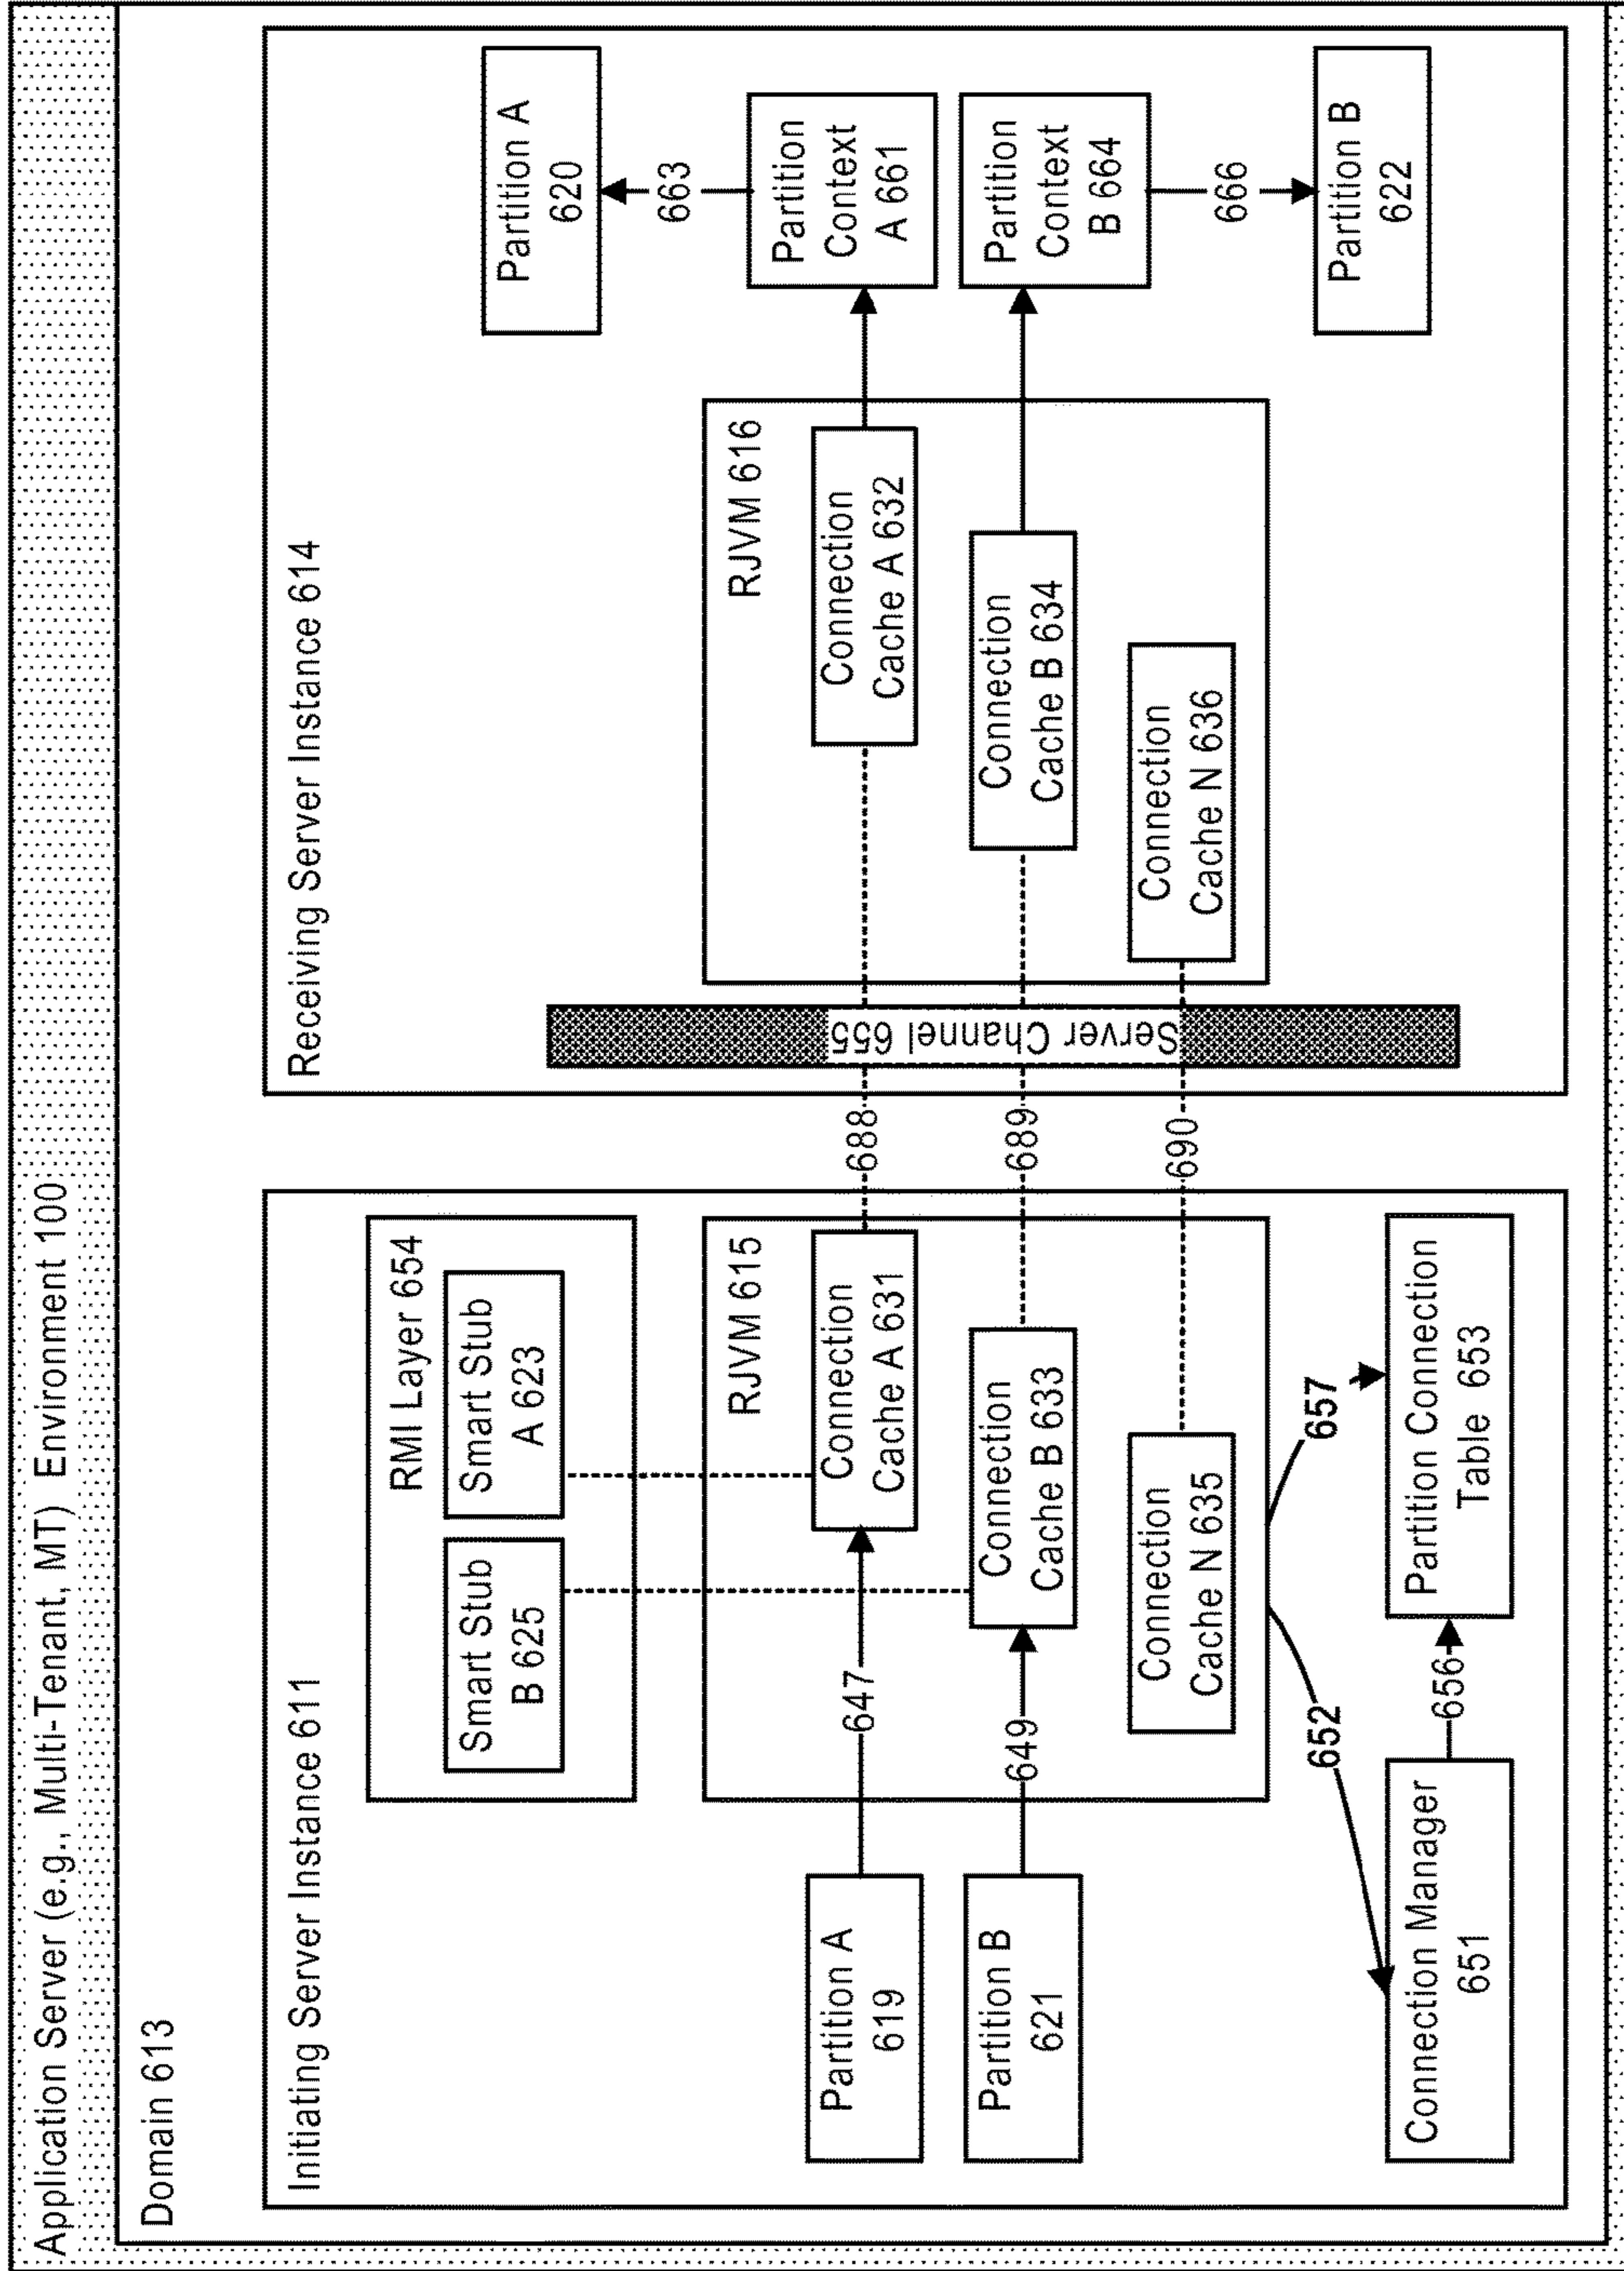 Application Server (e.g., Multi-Tenant, MT) Environment 100
Domain 613
Initiating Server Instance 611
RMI Layer 654
Smart Stub
B 625
Smart Stub
A 623
RJVM 615
Partition A
619
647
Connection
Cache A 631
Partition B
621
649
Connection
Cache B 633
Connection
Cache N 635
652
657
Connection Manager
651
656
Partition Connection
Table 653
688
689
690
Receiving Server Instance 614
Server Channel 655
RJVM 616
Connection
Cache A 632
Connection
Cache B 634
Connection
Cache N 636
Partition A
620
663
Partition
Context
A 661
Partition
Context
B 664
666
Partition B
622